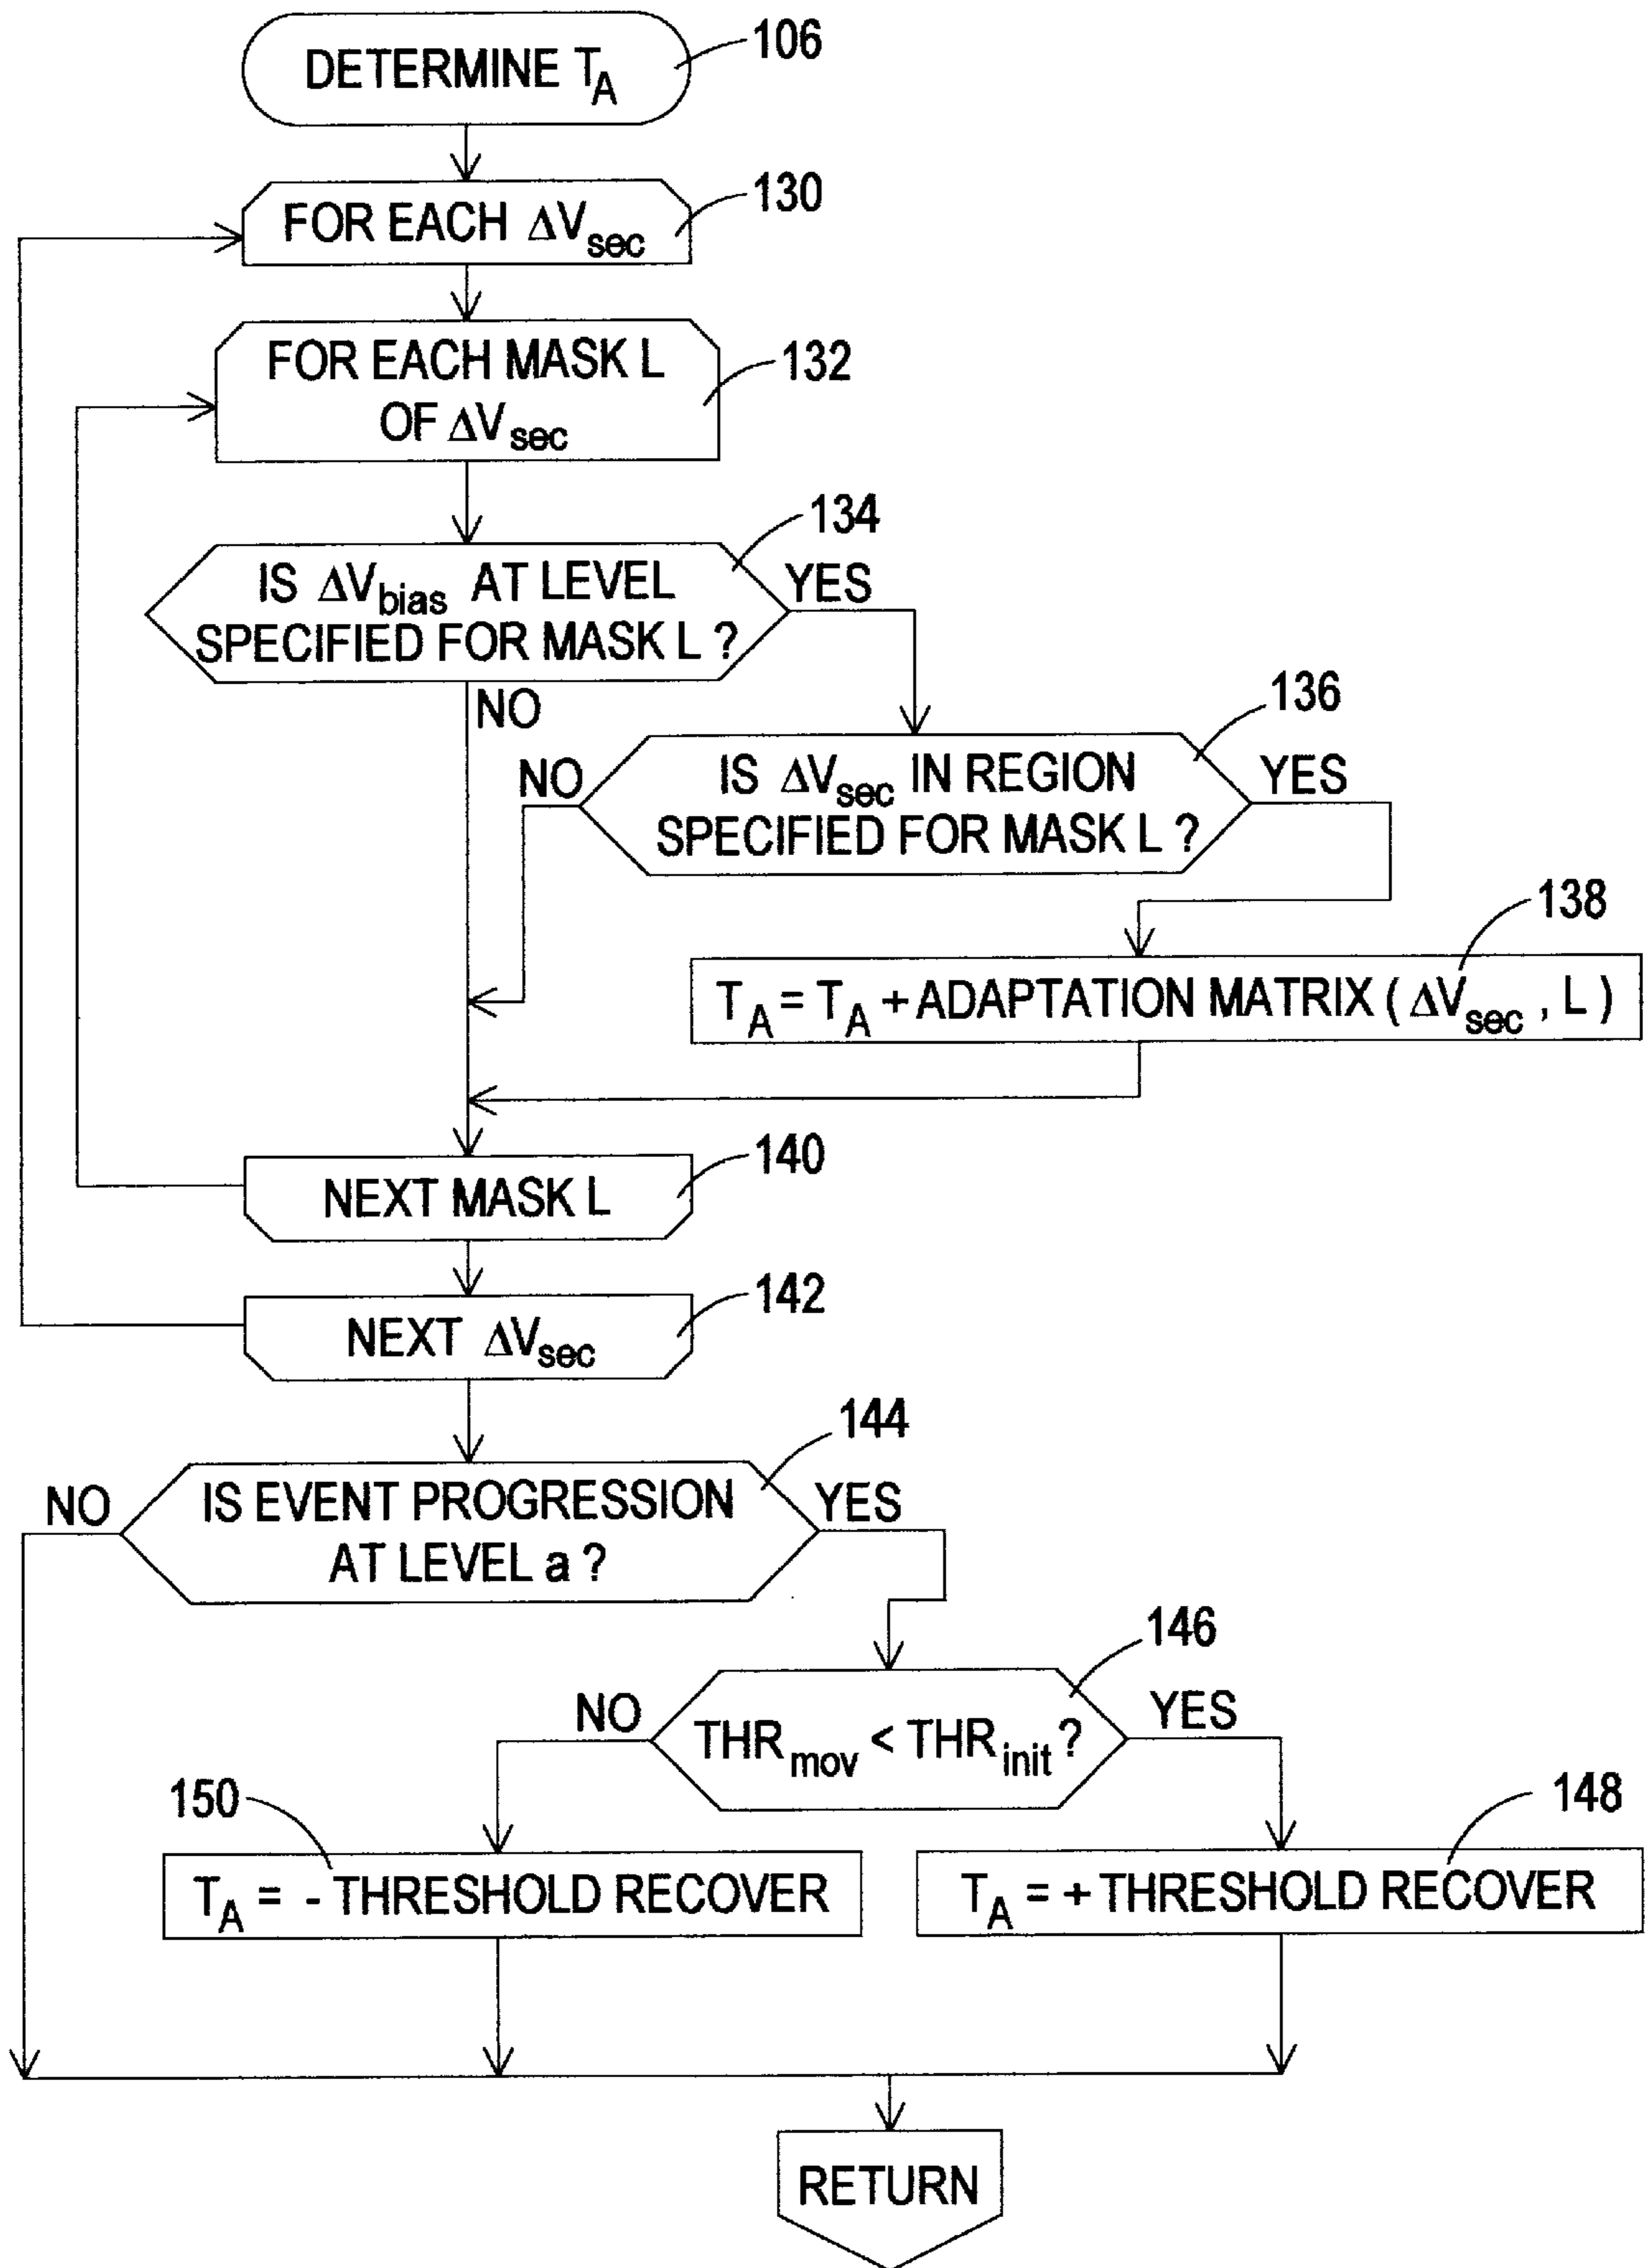 DETERMINE T_A
106
FOR EACH ΔV_sec
130
FOR EACH MASK L
OF ΔV_sec
132
134
IS ΔV_bias AT LEVEL
SPECIFIED FOR MASK L ?
YES
NO
136
NO
IS ΔV_sec IN REGION
SPECIFIED FOR MASK L ?
YES
138
T_A = T_A + ADAPTATION MATRIX ( ΔV_sec , L )
140
NEXT MASK L
142
NEXT ΔV_sec
144
NO
IS EVENT PROGRESSION
AT LEVEL a ?
YES
146
NO
THR_mov < THR_init ?
YES
150
148
T_A = - THRESHOLD RECOVER
T_A = + THRESHOLD RECOVER
RETURN